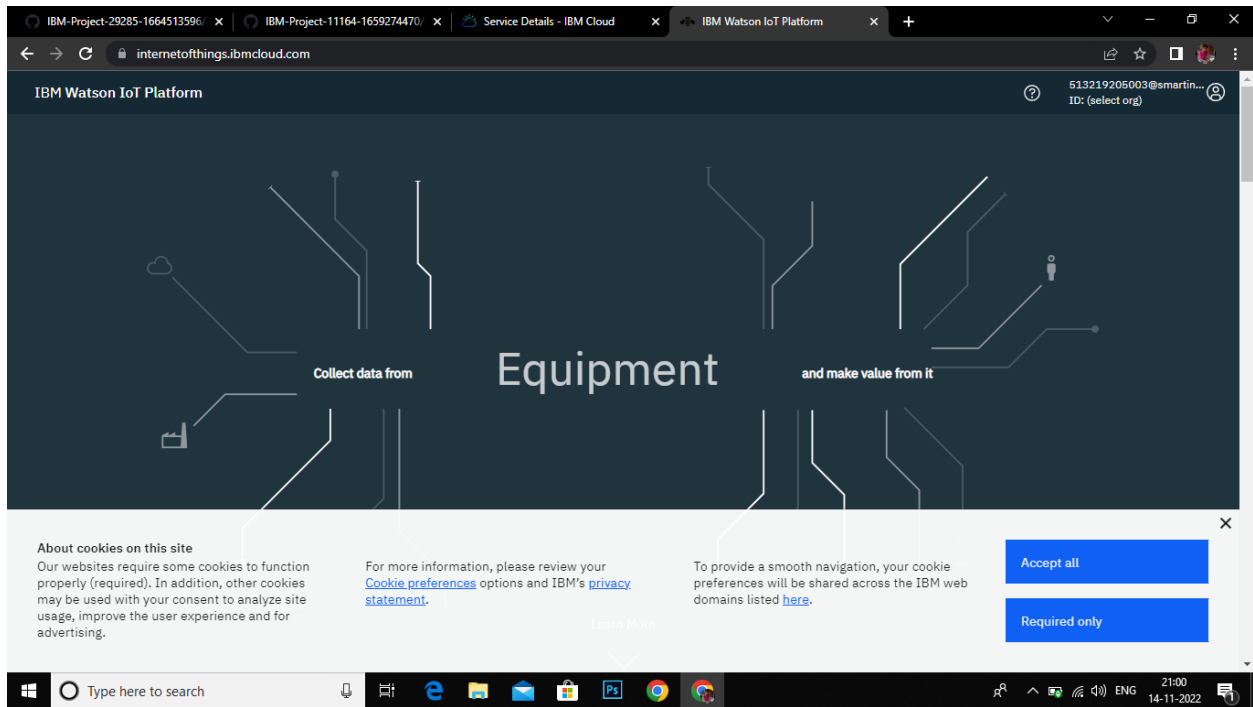 IBM-Project-29285-1664513596/
IBM-Project-11164-1659274470/
Service Details - IBM Cloud
IBM Watson IoT Platform
internetofthings.ibmcloud.com
IBM Watson IoT Platform
513219205003@smartin...
ID: (select org)
Collect data from
Equipment
and make value from it
About cookies on this site
Our websites require some cookies to function
properly (required). In addition, other cookies
may be used with your consent to analyze site
usage, improve the user experience and for
advertising.
For more information, please review your
Cookie preferences options and IBM's privacy
statement.
To provide a smooth navigation, your cookie
preferences will be shared across the IBM web
domains listed here.
Accept all
Required only
Learn More
Type here to search
Ps
ENG
21:00
14-11-2022
1